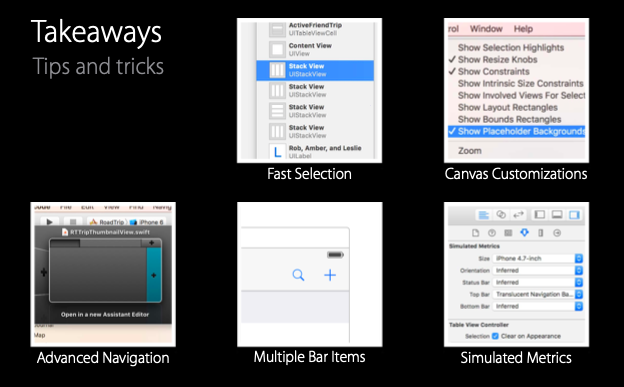 Takeaways
Tips and tricks
ActiveFriendTrip
UITableViewCell
Content View
UIView
Stack View
UIStackView
Stack View
UIStackView
Stack View
UIStackView
Stack View
UIStackView
L Rob, Amber, and Leslie
UILabel
Fast Selection
rol Window Help
Show Selection Highlights
✓ Show Resize Knobs
✓ Show Constraints
Show Intrinsic Size Constraints
Show Involved Views For Select
Show Layout Rectangles
Show Bounds Rectangles
✓ Show Placeholder Backgrounds
Zoom
Canvas Customizations
File Edit View Find Navig
RoadTrip iPhone 6
RTTripThumbnailView.swift
Open in a new Assistant Editor
Map
Advanced Navigation
Multiple Bar Items
Simulated Metrics
Size iPhone 4.7-inch
Orientation Inferred
Status Bar Inferred
Top Bar Translucent Navigation Ba...
Bottom Bar Inferred
Table View Controller
Selection Clear on Appearance
Simulated Metrics